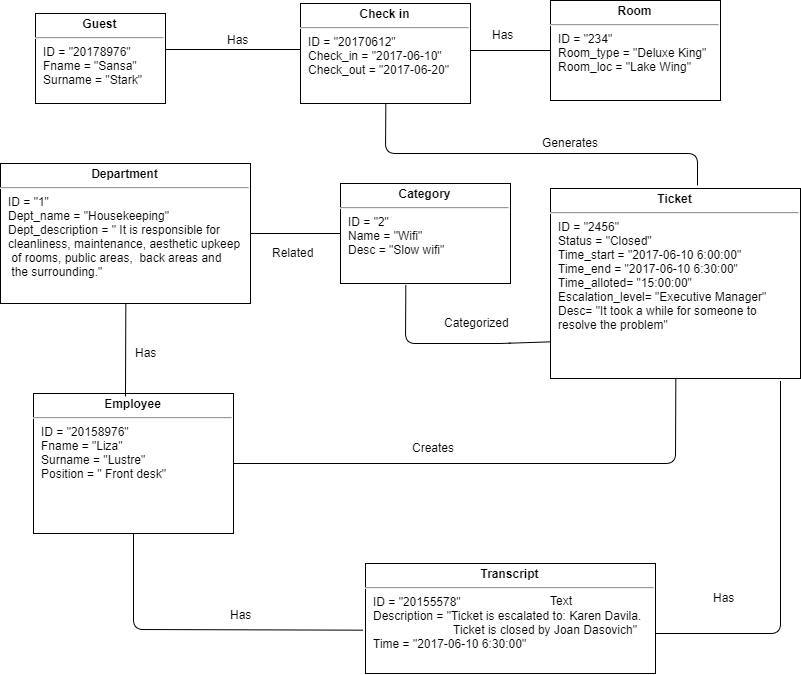 Guest
ID = "20178976"
Fname = "Sansa"
Surname = "Stark"
Has
Check in
ID = "20170612"
Check_in = "2017-06-10"
Check_out = "2017-06-20"
Has
Room
ID = "234"
Room_type = "Deluxe King"
Room_loc = "Lake Wing"
Generates
Department
ID = "1"
Dept_name = "Housekeeping"
Dept_description = " It is responsible for
cleanliness, maintenance, aesthetic upkeep
of rooms, public areas, back areas and
the surrounding."
Related
Category
ID = "2"
Name = "Wifi"
Desc = "Slow wifi"
Categorized
Ticket
ID = "2456"
Status = "Closed"
Time_start = "2017-06-10 6:00:00"
Time_end = "2017-06-10 6:30:00"
Time_alloted= "15:00:00"
Escalation_level= "Executive Manager"
Desc= "It took a while for someone to
resolve the problem"
Has
Employee
ID = "20158976"
Fname = "Liza"
Surname = "Lustre"
Position = " Front desk"
Creates
Has
Transcript
ID = "20155578"
Text
Description = "Ticket is escalated to: Karen Davila.
Ticket is closed by Joan Dasovich"
Time = "2017-06-10 6:30:00"
Has